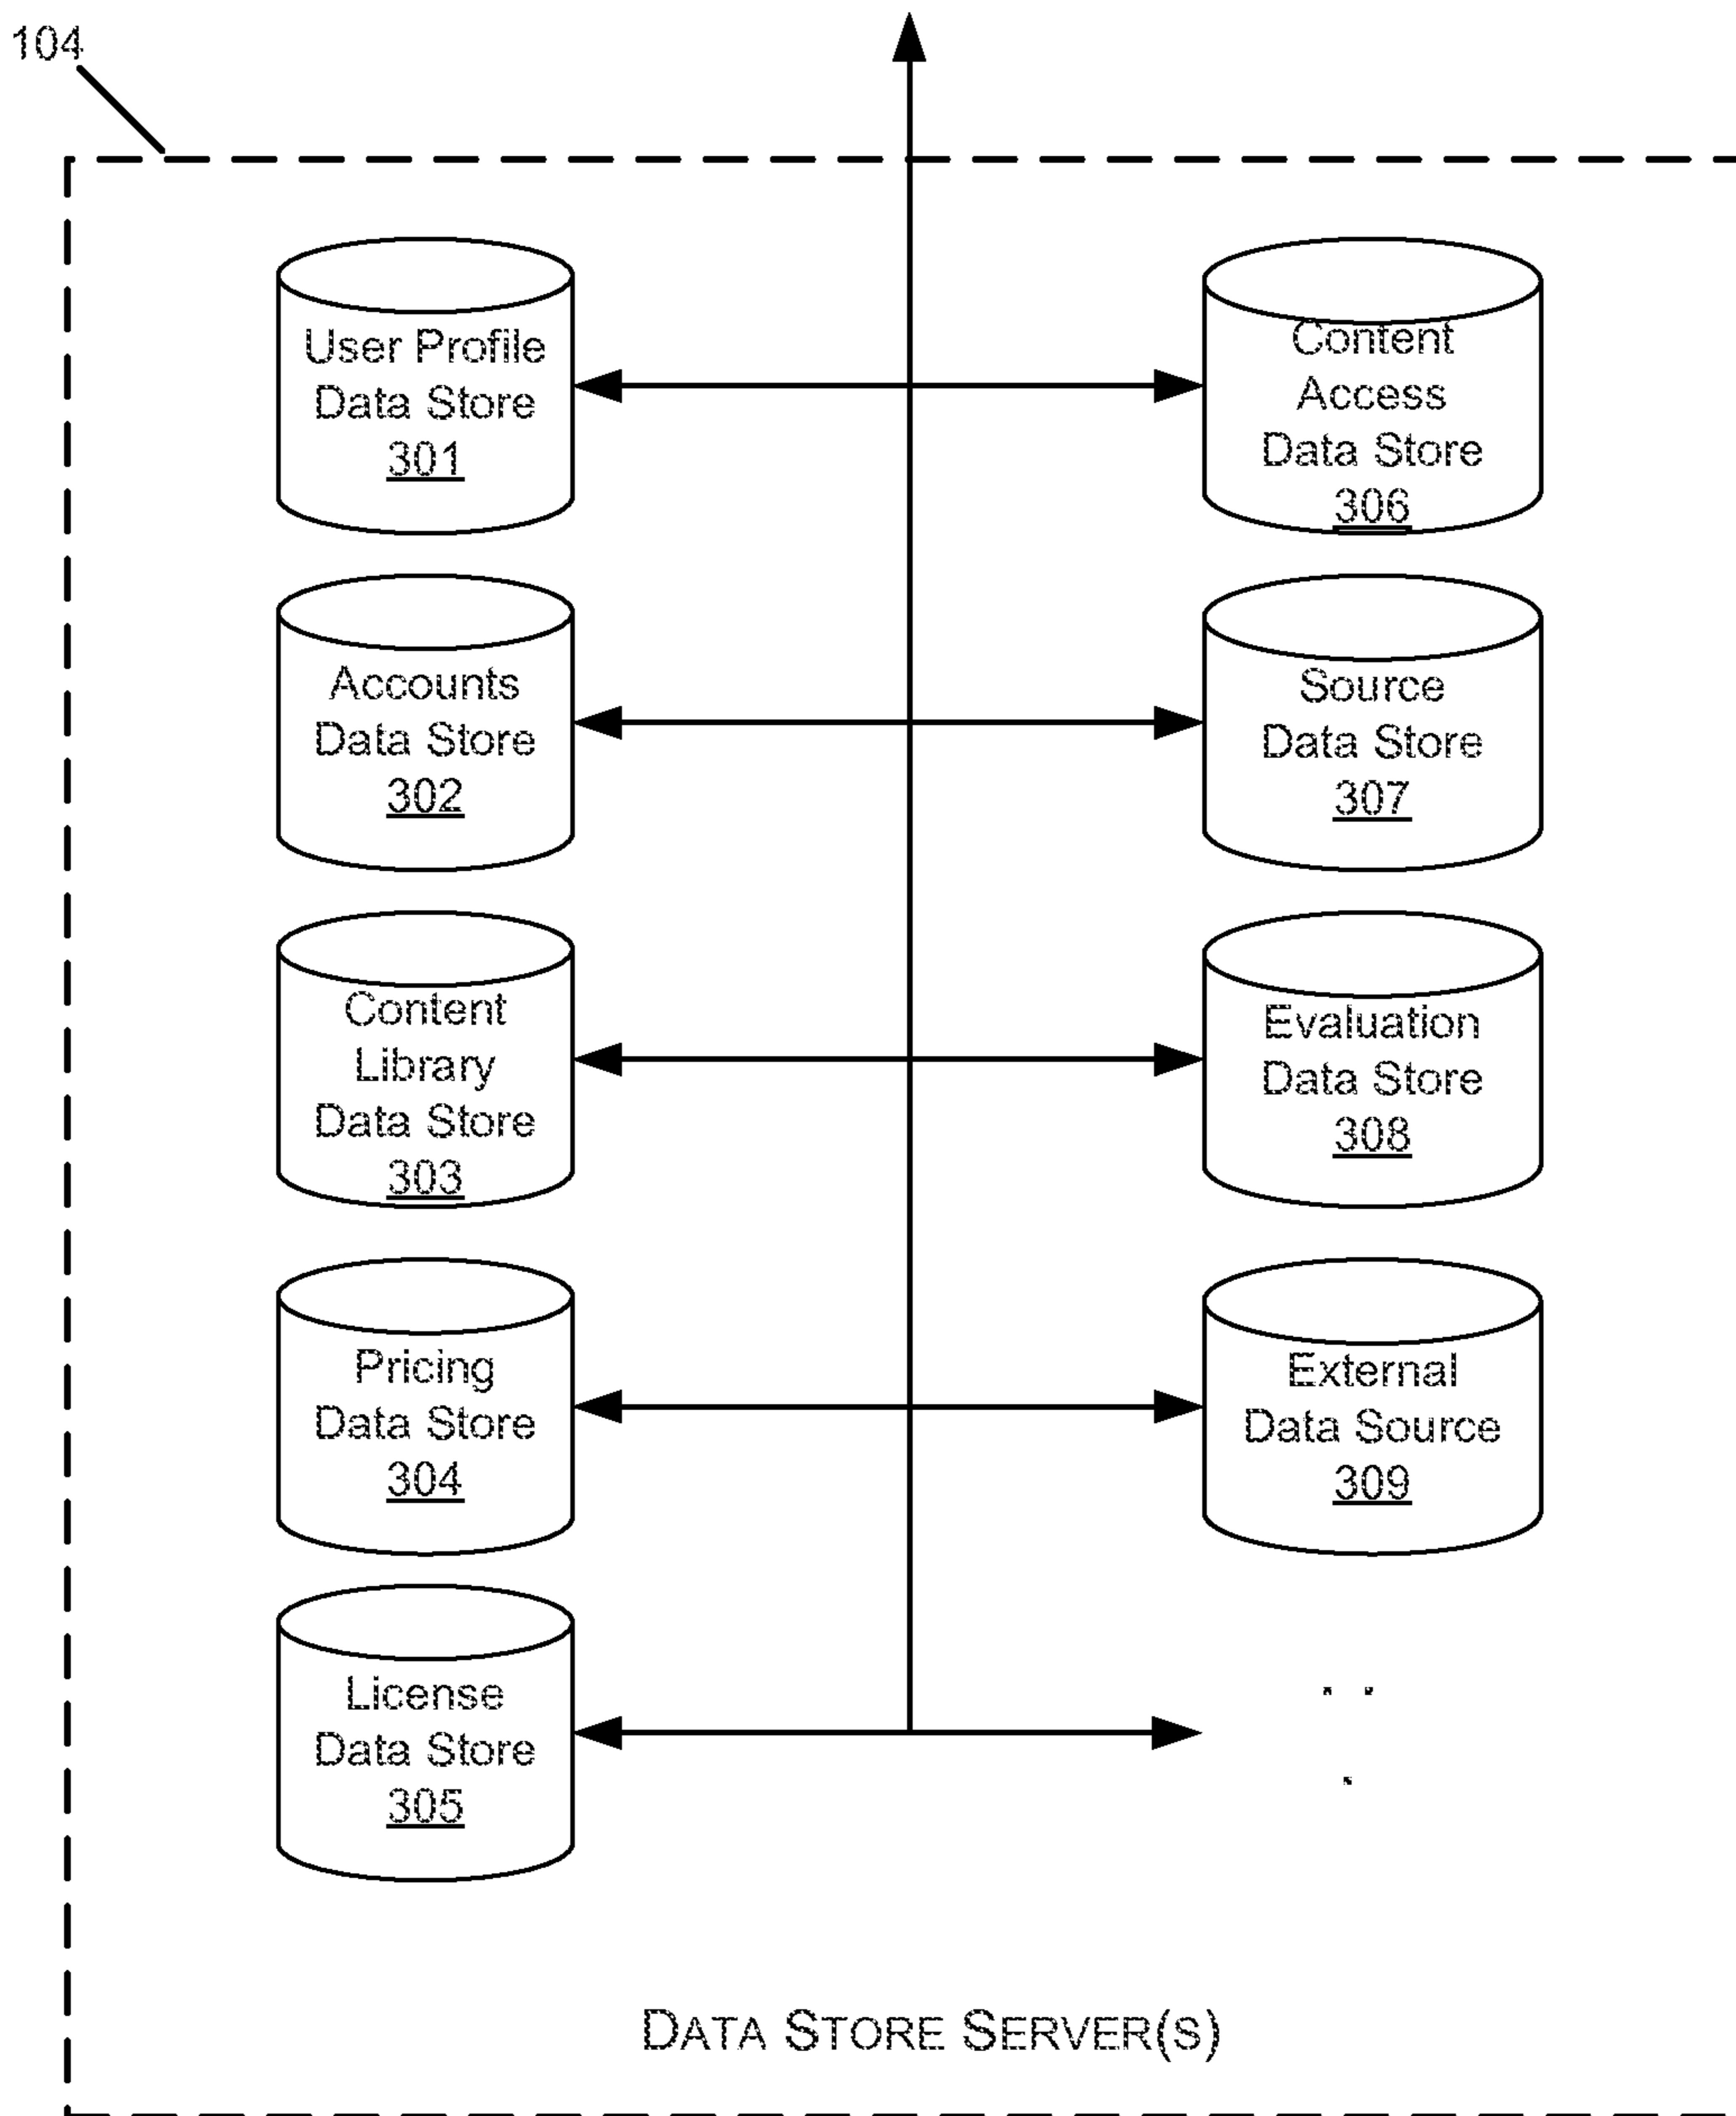 104
User Profile
Data Store
301
Accounts
Data Store
302
Content
Library
Data Store
303
Pricing
Data Store
304
License
Data Store
305
Content
Access
Data Store
306
Source
Data Store
307
Evaluation
Data Store
308
External
Data Source
309
. .
.
DATA STORE SERVER(S)